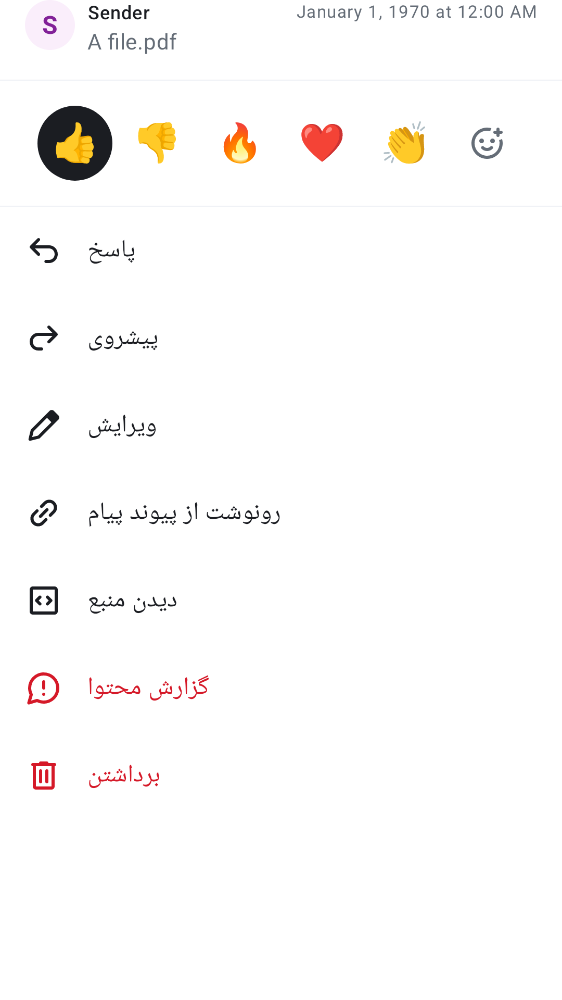 S
Sender
January 1, 1970 at 12:00 AM
A file.pdf
پاسخ
پیشروی
ویرایش
رونوشت از پیوند پیام
دیدن منبع
گزارش محتوا
برداشتن